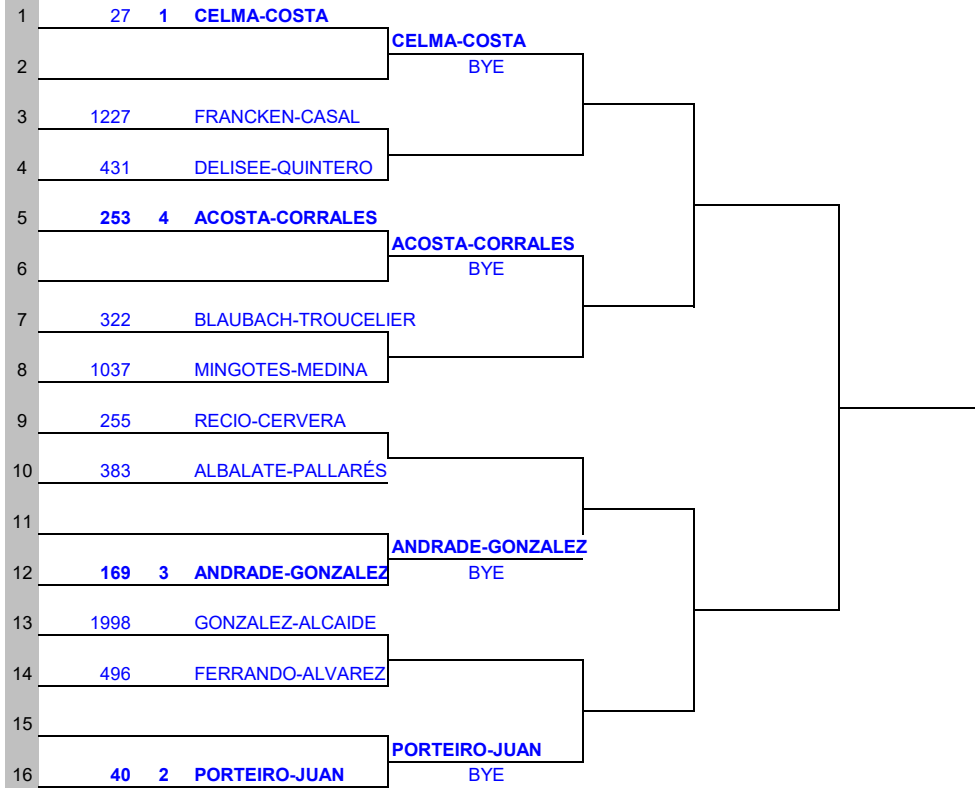 1 27 1 CELMA-COSTA
CELMA-COSTA
2 BYE
3 1227 FRANCKEN-CASAL
4 431 DELISEE-QUINTERO
5 253 4 ACOSTA-CORRALES
ACOSTA-CORRALES
6 BYE
7 322 BLAUBACH-TROUCELIER
8 1037 MINGOTES-MEDINA
9 255 RECIO-CERVERA
10 383 ALBALATE-PALLARÉS
11
ANDRADE-GONZALEZ
12 169 3 ANDRADE-GONZALEZ BYE
13 1998 GONZALEZ-ALCAIDE
14 496 FERRANDO-ALVAREZ
15
PORTEIRO-JUAN
16 40 2 PORTEIRO-JUAN BYE